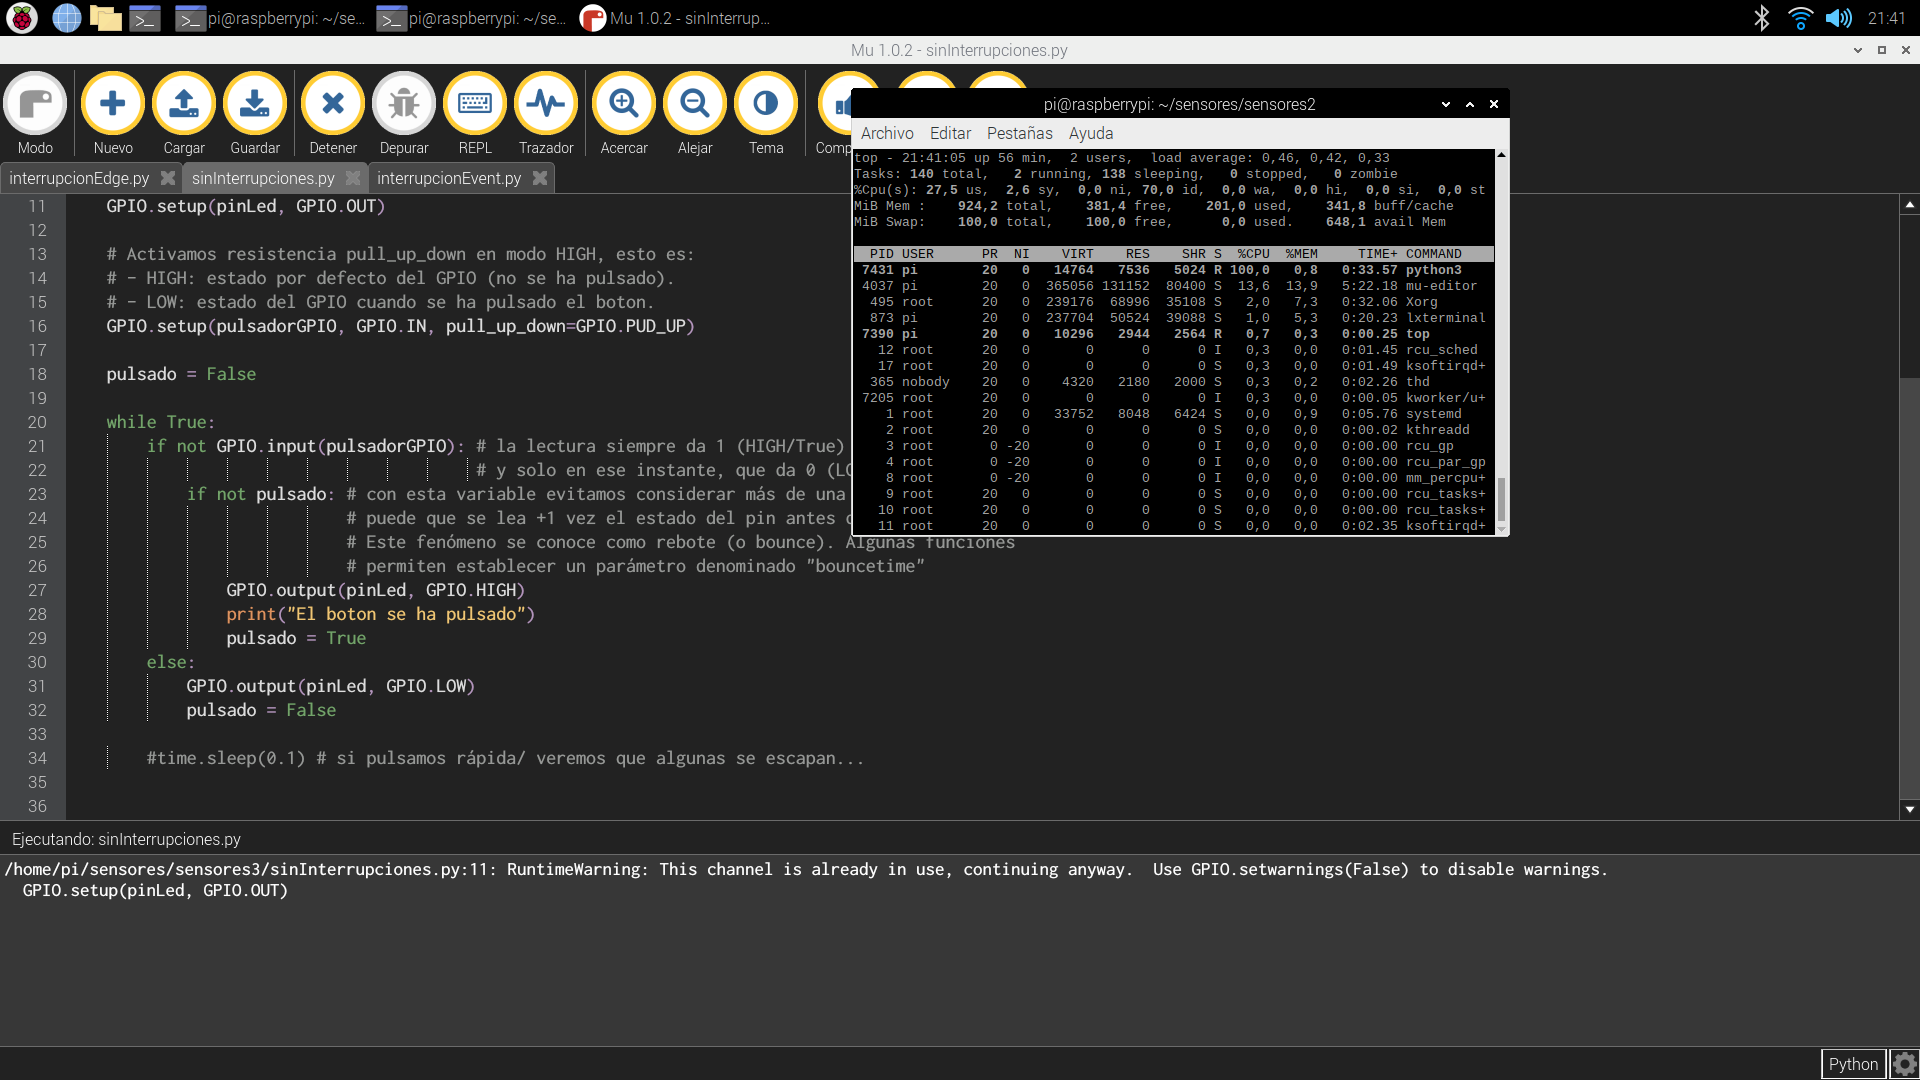 pi@raspberrypi: ~/se...
pi@raspberrypi: ~/se...
Mu 1.0.2 - sinInterrup...
21:41
Mu 1.0.2 - sinInterrupciones.py
Modo
Nuevo
Cargar
Guardar
Detener
Depurar
REPL
Trazador
Acercar
Alejar
Tema
Comp
interrupcionEdge.py
sinInterrupciones.py
interrupcionEvent.py
11 GPIO.setup(pinLed, GPIO.OUT)
12
13 # Activamos resistencia pull_up_down en modo HIGH, esto es:
14 # - HIGH: estado por defecto del GPIO (no se ha pulsado).
15 # - LOW: estado del GPIO cuando se ha pulsado el boton.
16 GPIO.setup(pulsadorGPIO, GPIO.IN, pull_up_down=GPIO.PUD_UP)
17
18 pulsado = False
19
20 while True:
21 if not GPIO.input(pulsadorGPIO): # la lectura siempre da 1 (HIGH/True)
22 # y solo en ese instante, que da 0 (LO
23 if not pulsado: # con esta variable evitamos considerar más de una
24 # puede que se lea +1 vez el estado del pin antes
25 # Este fenómeno se conoce como rebote (o bounce). Algunas funciones
26 # permiten establecer un parámetro denominado "bouncetime"
27 GPIO.output(pinLed, GPIO.HIGH)
28 print("El boton se ha pulsado")
29 pulsado = True
30 else:
31 GPIO.output(pinLed, GPIO.LOW)
32 pulsado = False
33
34 #time.sleep(0.1) # si pulsamos rápida/ veremos que algunas se escapan...
35
36
pi@raspberrypi: ~/sensores/sensores2
Archivo Editar Pestañas Ayuda
top - 21:41:05 up 56 min, 2 users, load average: 0,46, 0,42, 0,33
Tasks: 140 total, 2 running, 138 sleeping, 0 stopped, 0 zombie
%Cpu(s): 27,5 us, 2,6 sy, 0,0 ni, 70,0 id, 0,0 wa, 0,0 hi, 0,0 si, 0,0 st
MiB Mem : 924,2 total, 381,4 free, 201,0 used, 341,8 buff/cache
MiB Swap: 100,0 total, 100,0 free, 0,0 used. 648,1 avail Mem
PID USER PR NI VIRT RES SHR S %CPU %MEM TIME+ COMMAND
7431 pi 20 0 14764 7536 5024 R 100,0 0,8 0:33.57 python3
4037 pi 20 0 365056 131152 80400 S 13,6 13,9 5:22.18 mu-editor
495 root 20 0 239176 68996 35108 S 2,0 7,3 0:32.06 Xorg
873 pi 20 0 237704 50524 39088 S 1,0 5,3 0:20.23 lxterminal
7390 pi 20 0 10296 2944 2564 R 0,7 0,3 0:00.25 top
12 root 20 0 0 0 0 I 0,3 0,0 0:01.45 rcu_sched
17 root 20 0 0 0 0 S 0,3 0,0 0:01.49 ksoftirqd+
365 nobody 20 0 4320 2180 2000 S 0,3 0,2 0:02.26 thd
7205 root 20 0 0 0 0 I 0,3 0,0 0:00.05 kworker/u+
1 root 20 0 33752 8048 6424 S 0,0 0,9 0:05.76 systemd
2 root 20 0 0 0 0 S 0,0 0,0 0:00.02 kthreadd
3 root 0 -20 0 0 0 I 0,0 0,0 0:00.00 rcu_gp
4 root 0 -20 0 0 0 I 0,0 0,0 0:00.00 rcu_par_gp
8 root 0 -20 0 0 0 I 0,0 0,0 0:00.00 mm_percpu+
9 root 20 0 0 0 0 S 0,0 0,0 0:00.00 rcu_tasks+
10 root 20 0 0 0 0 S 0,0 0,0 0:00.00 rcu_tasks+
11 root 20 0 0 0 0 S 0,0 0,0 0:02.35 ksoftirqd+
Ejecutando: sinInterrupciones.py
/home/pi/sensores/sensores3/sinInterrupciones.py:11: RuntimeWarning: This channel is already in use, continuing anyway. Use GPIO.setwarnings(False) to disable warnings.
GPIO.setup(pinLed, GPIO.OUT)
Python